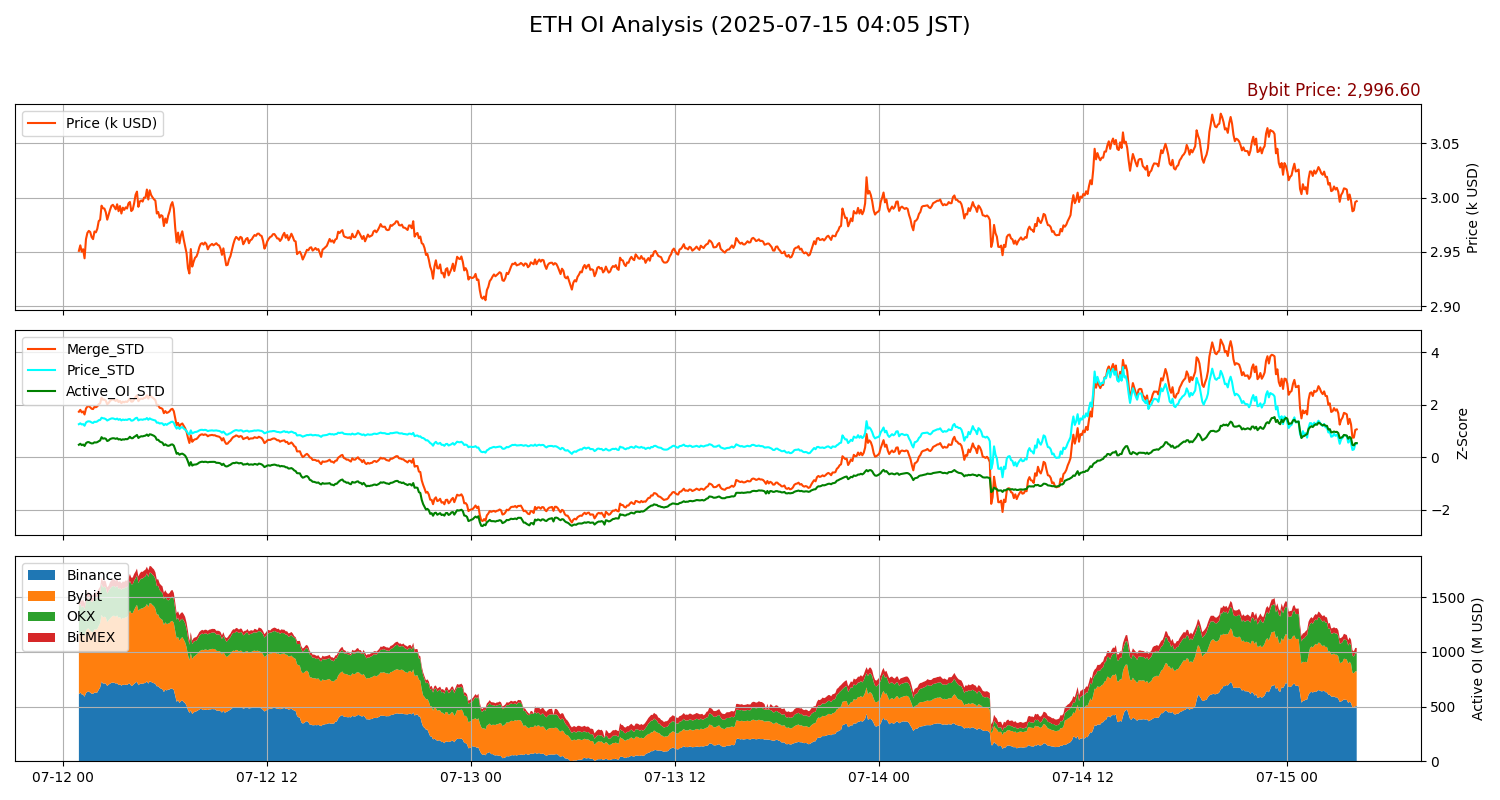 ETH OI Analysis (2025-07-15 04:05 JST)
Bybit Price: 2,996.60
Price (k USD)
3.05
3.00
2.95
2.90
Price (k USD)
Merge_STD
Price_STD
Active_OI_STD
4
2
0
−2
Z-Score
Binance
Bybit
OKX
BitMEX
1500
1000
500
0
Active OI (M USD)
07-12 00
07-12 12
07-13 00
07-13 12
07-14 00
07-14 12
07-15 00